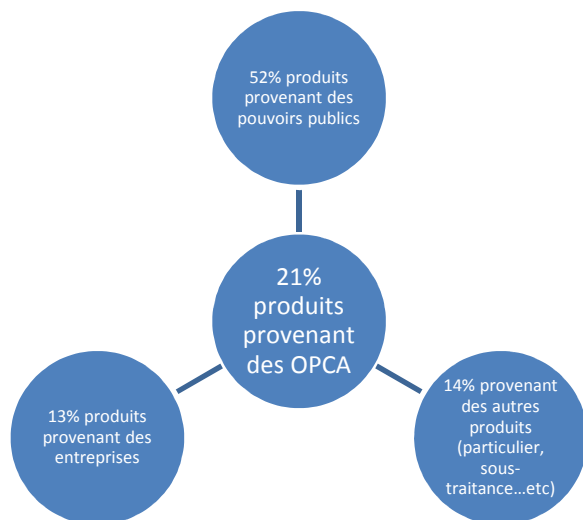 52% produits
provenant des
pouvoirs publics
21%
produits
provenant
des OPCA
13% produits
provenant des
entreprises
14% provenant
des autres
produits
(particulier,
sous-
traitance...etc)